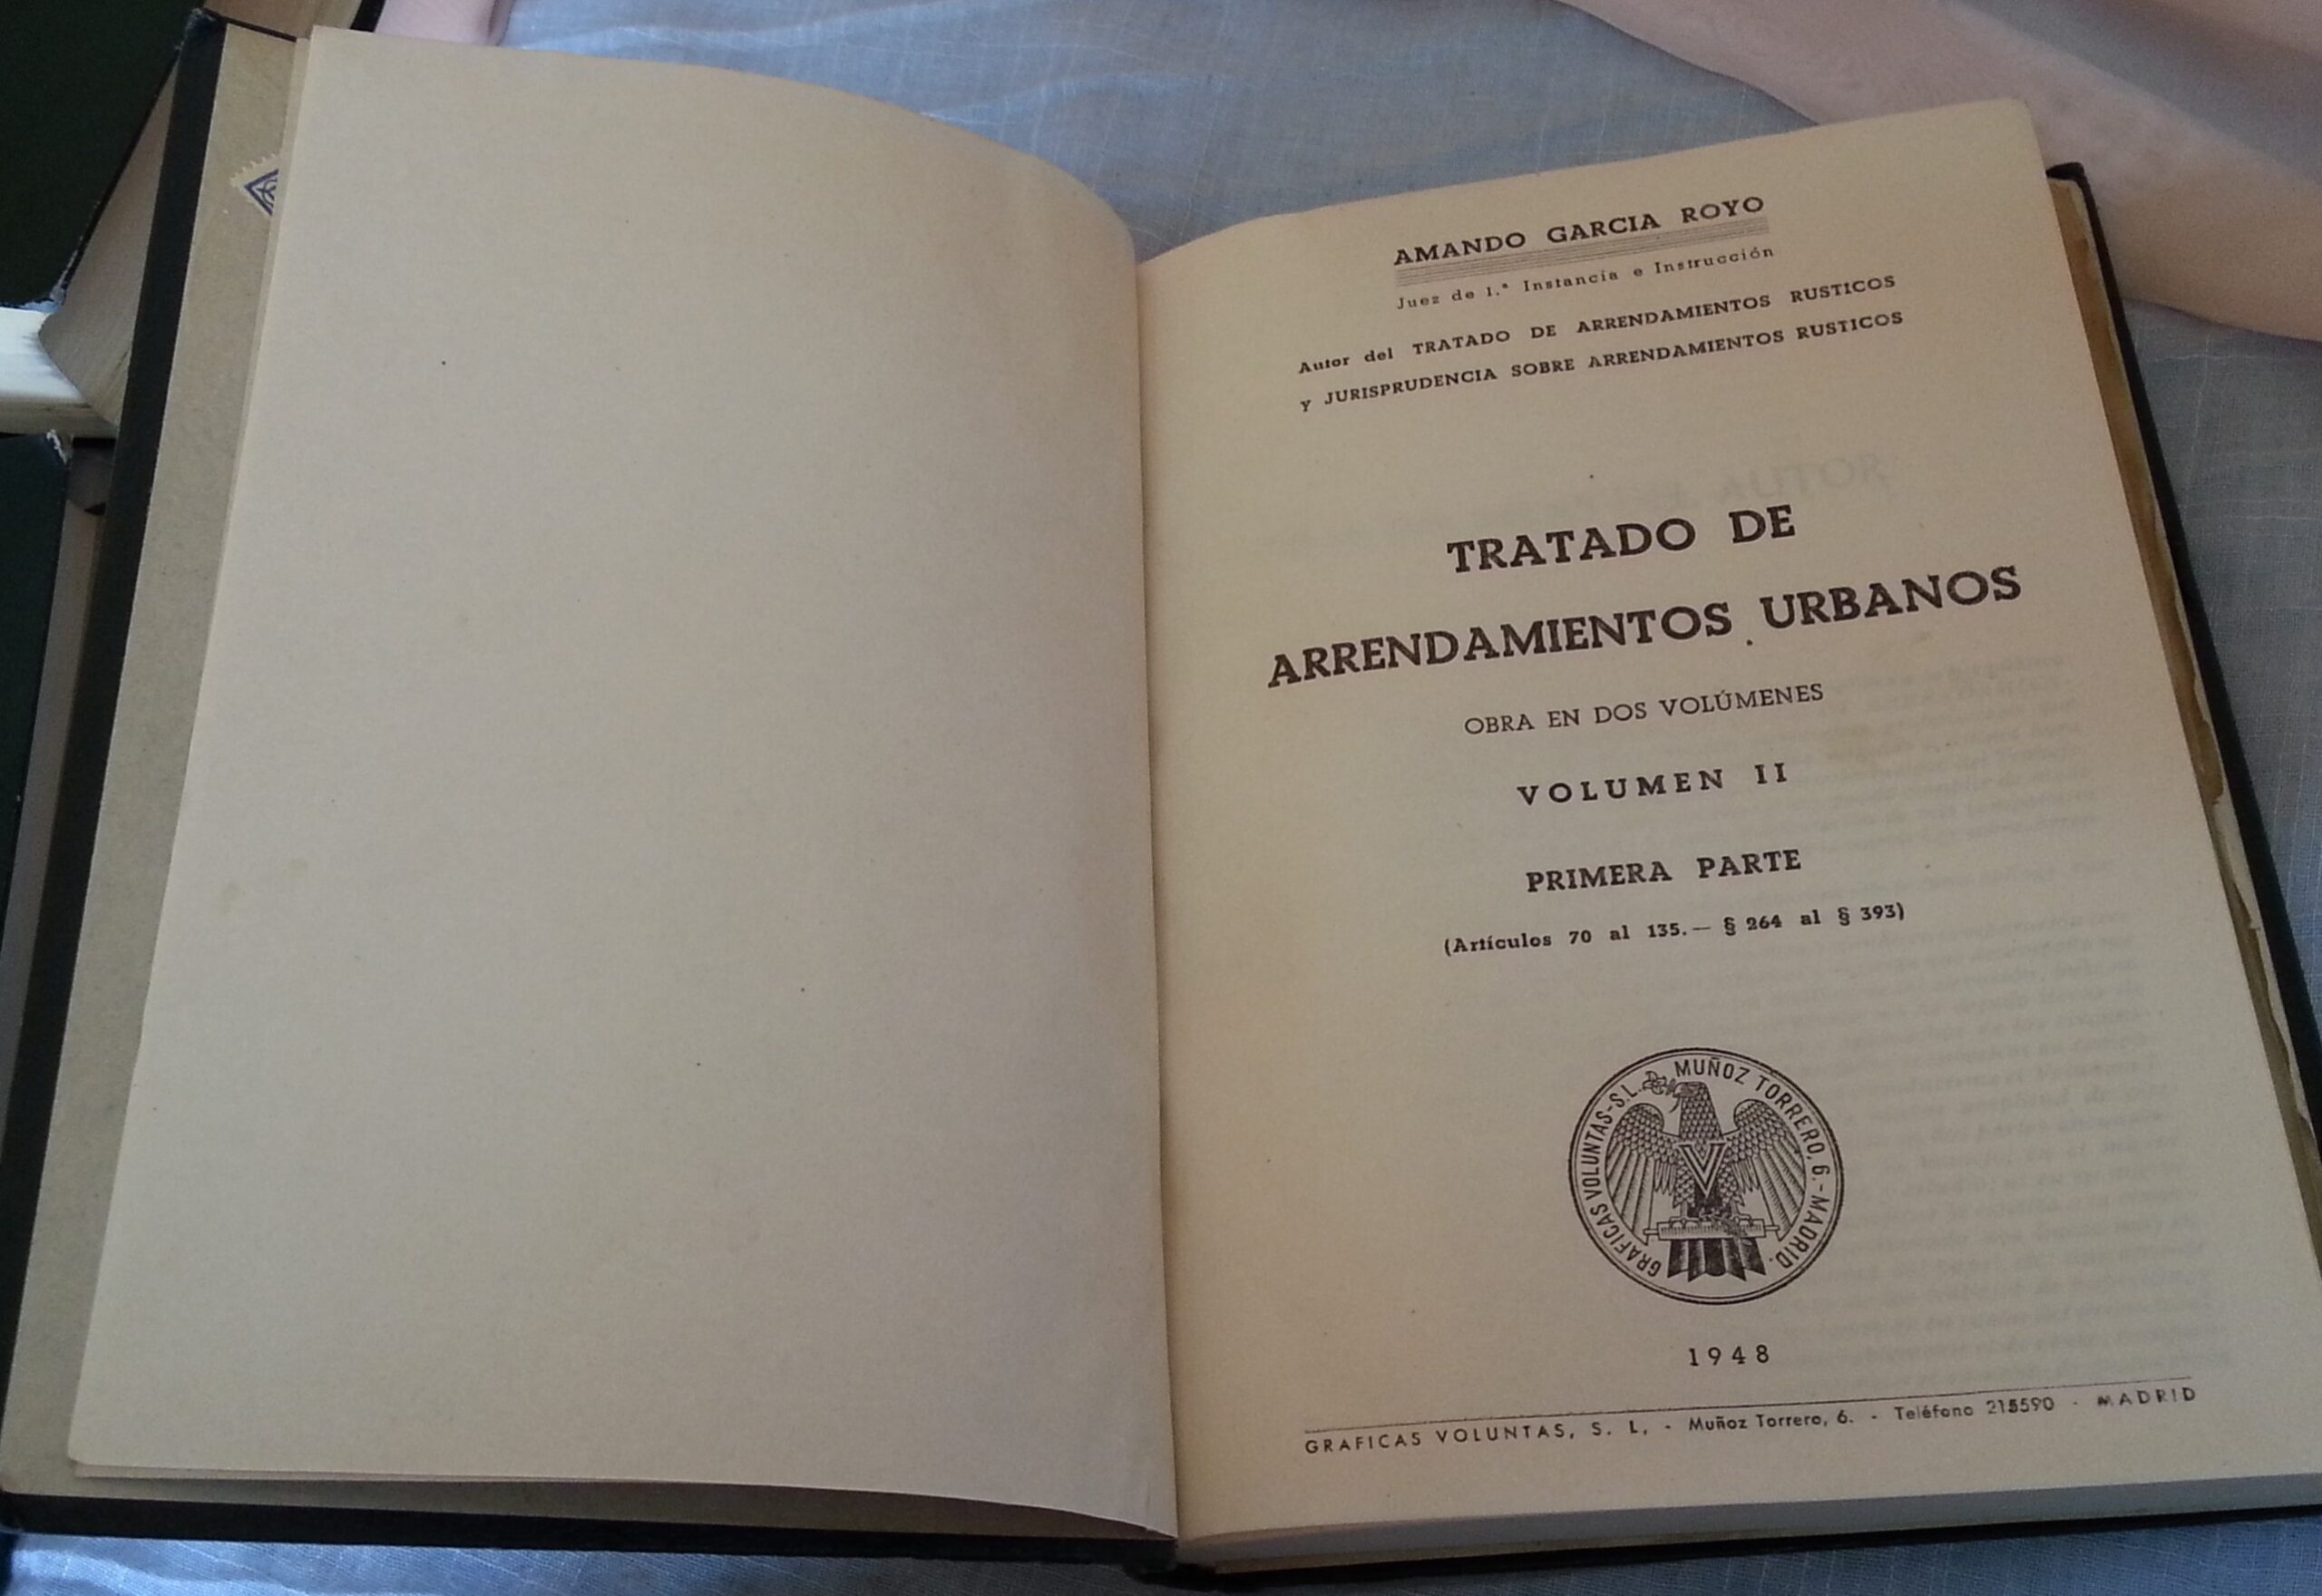 AMANDO GARCIA ROYO
Juez de 1.ª Instancia e Instrucción
Autor del TRATADO DE ARRENDAMIENTOS RUSTICOS
y JURISPRUDENCIA SOBRE ARRENDAMIENTOS RUSTICOS
AUTOR
TRATADO DE
ARRENDAMIENTOS URBANOS
OBRA EN DOS VOLÚMENES
VOLUMEN II
PRIMERA PARTE
(Artículos 70 al 135.— § 264 al § 393)
GRAFICAS VOLUNTAS-S.L. MUÑOZ TORRERO, 6.-MADRID.
V
1948
GRAFICAS VOLUNTAS, S. L. - Muñoz Torrero, 6. - Teléfono 215590 - MADRID